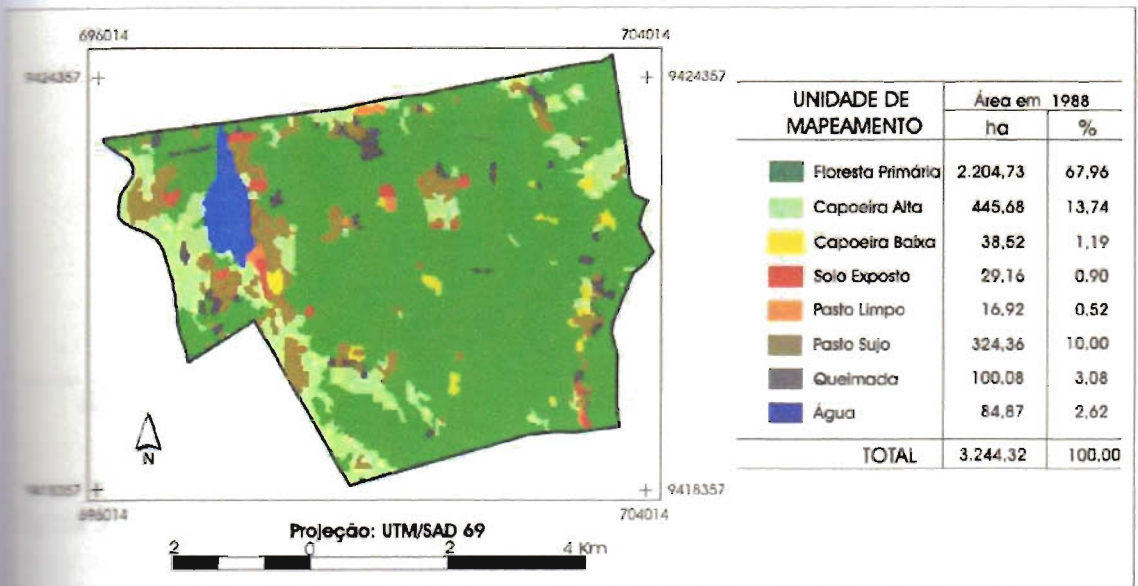 696014 704014
9424357 9424357
UNIDADE DE MAPEAMENTO Área em 1988
ha %
Floresta Primária 2.204,73 67,96
Capoeira Alta 445,68 13,74
Capoeira Baixa 38,52 1,19
Solo Exposto 29,16 0,90
Pasto Limpo 16,92 0,52
Pasto Sujo 324,36 10,00
Queimada 100,08 3,08
Água 84,87 2,62
TOTAL 3.244,32 100,00
N
9418357 9418357
696014 704014
Projeção: UTM/SAD 69
2 0 2 4 Km